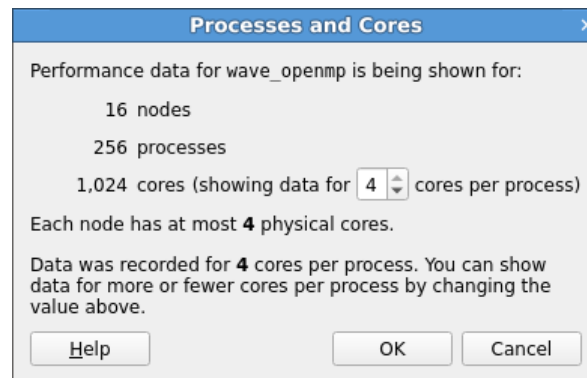 Processes and Cores
Performance data for wave_openmp is being shown for:
16 nodes
256 processes
1,024 cores (showing data for 4 cores per process)
Each node has at most 4 physical cores.
Data was recorded for 4 cores per process. You can show
data for more or fewer cores per process by changing the
value above.
Help OK Cancel